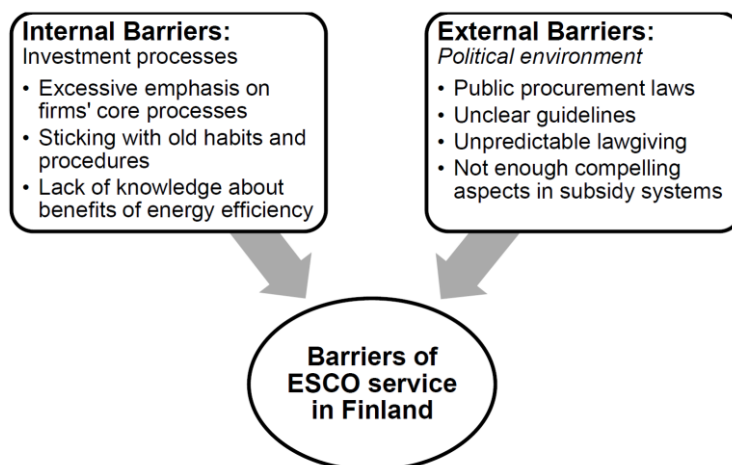 Internal Barriers:
Investment processes
• Excessive emphasis on
firms' core processes
• Sticking with old habits and
procedures
• Lack of knowledge about
benefits of energy efficiency
External Barriers:
Political environment
• Public procurement laws
• Unclear guidelines
• Unpredictable lawgiving
• Not enough compelling
aspects in subsidy systems
Barriers of
ESCO service
in Finland